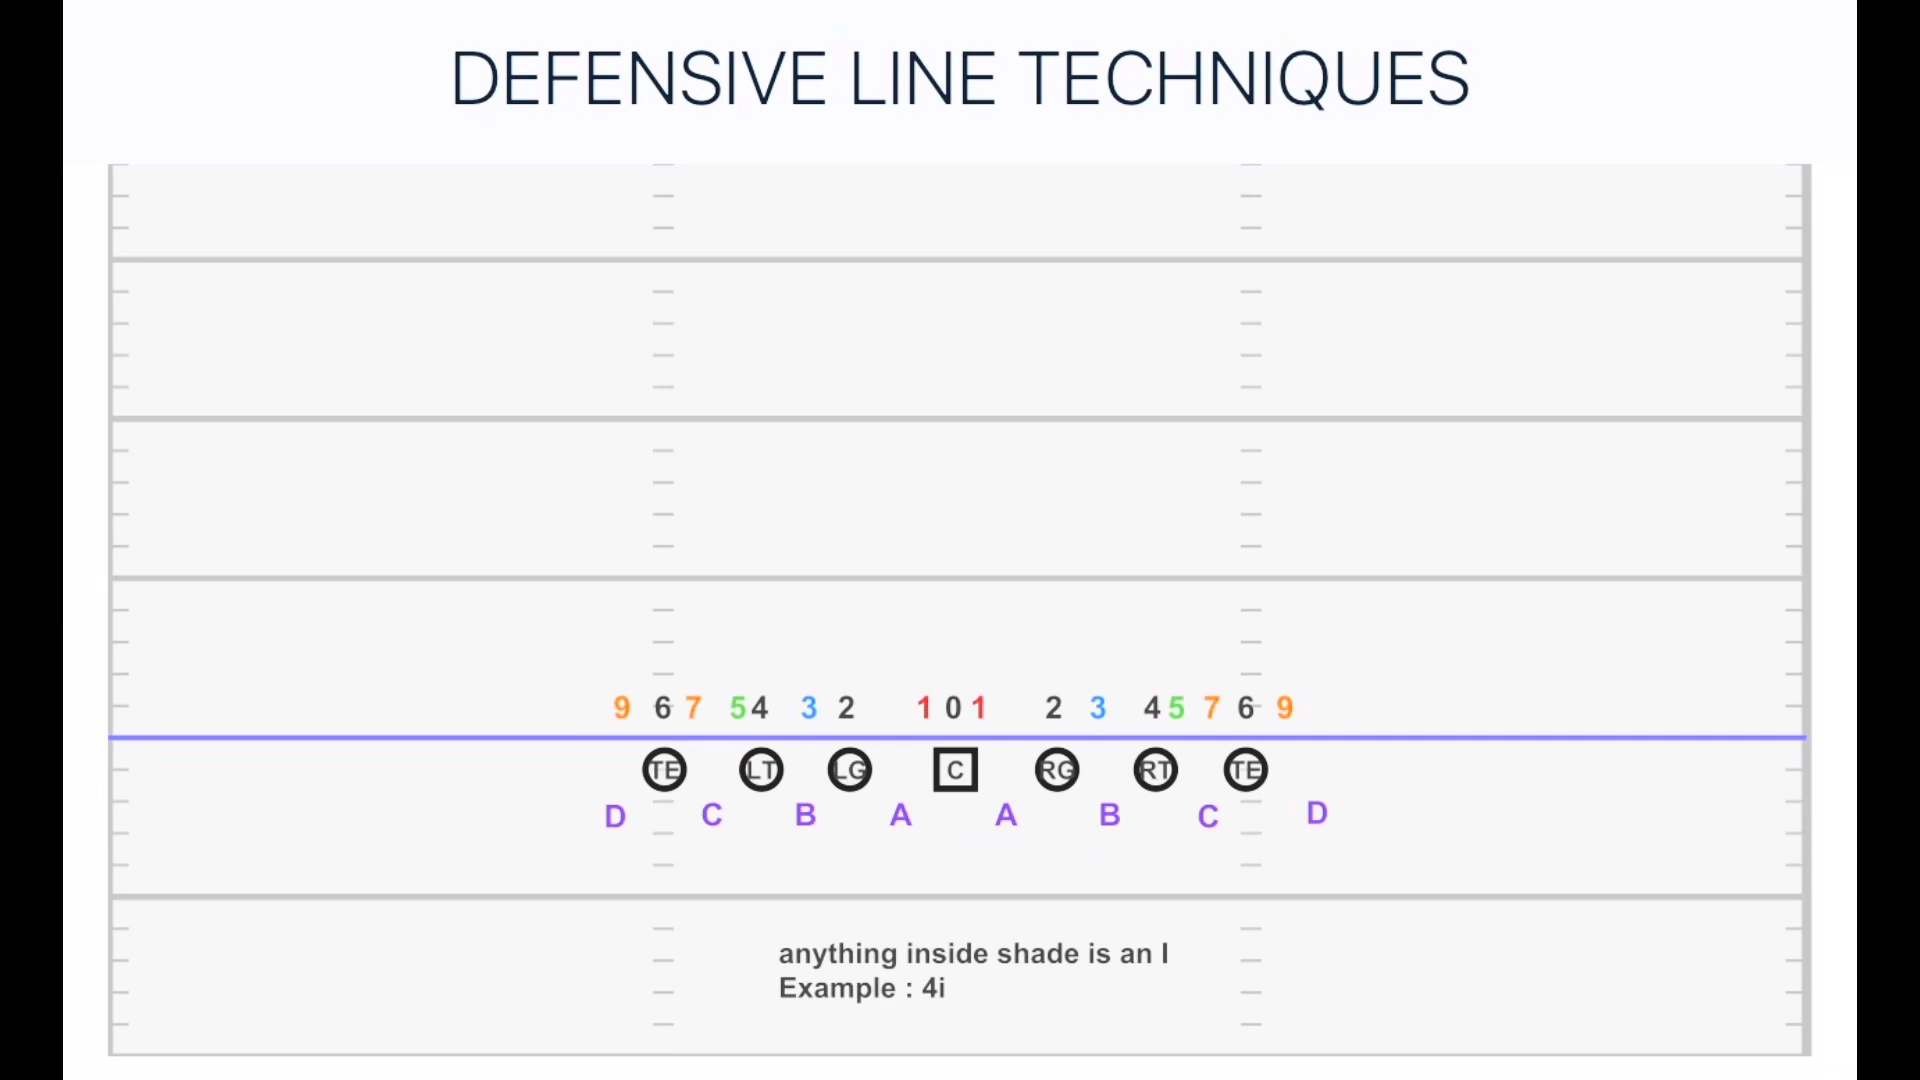 DEFENSIVE LINE TECHNIQUES
9 6 7 5 4 3 2 1 0 1 2 3 4 5 7 6 9
TE LT LG C RG RT TE
D C B A A B C D
anything inside shade is an I
Example : 4i